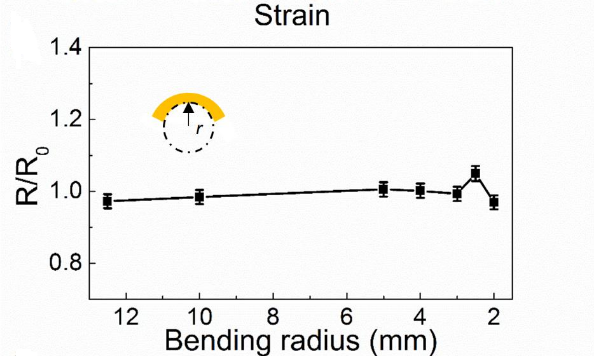 Strain
1.4
1.2
1.0
0.8
R/R0
r
12 10 8 6 4 2
Bending radius (mm)